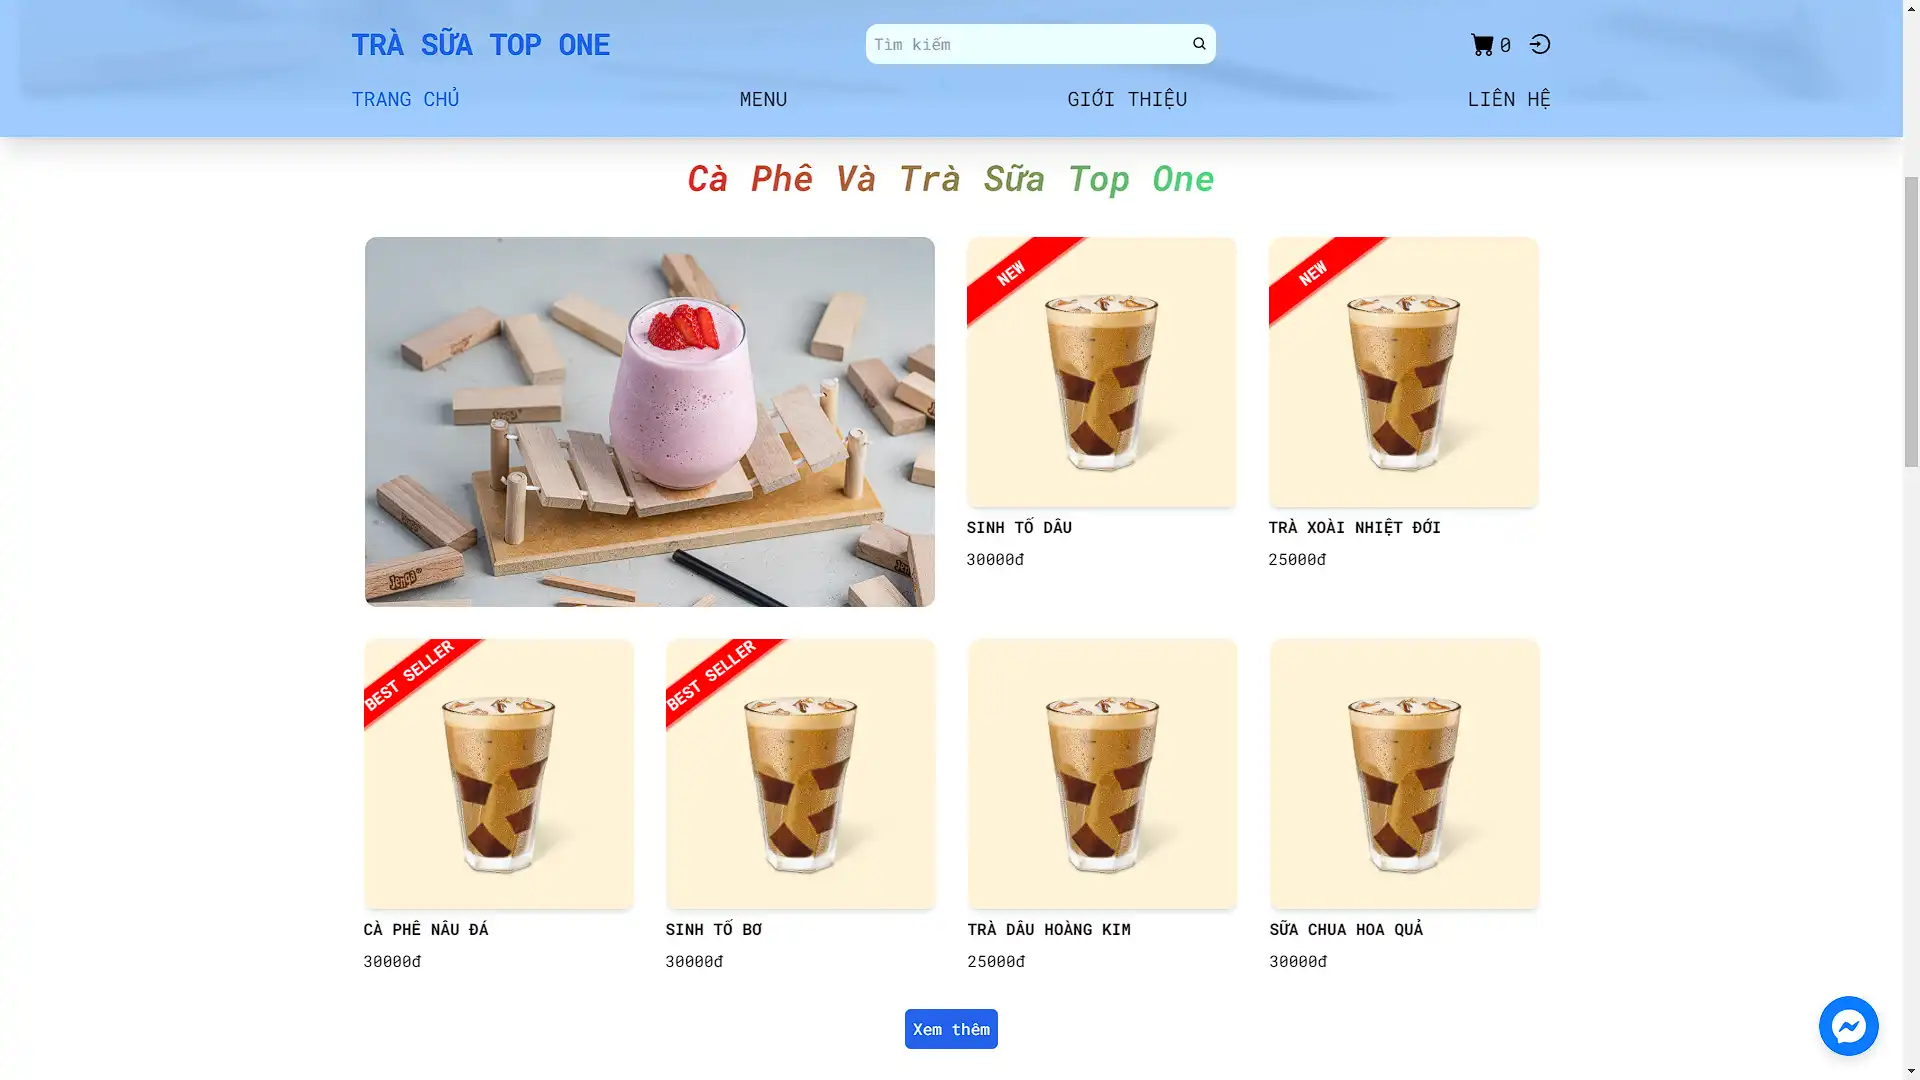 TRÀ SỮA TOP ONE
Tìm kiếm
0
TRANG CHỦ
MENU
GIỚI THIỆU
LIÊN HỆ
Cà Phê Và Trà Sữa Top One
Jenga
Jenga
NEW
NEW
SINH TỐ DÂU
30000đ
TRÀ XOÀI NHIỆT ĐỚI
25000đ
BEST SELLER
BEST SELLER
CÀ PHÊ NÂU ĐÁ
30000đ
SINH TỐ BƠ
30000đ
TRÀ DÂU HOÀNG KIM
25000đ
SỮA CHUA HOA QUẢ
30000đ
Xem thêm